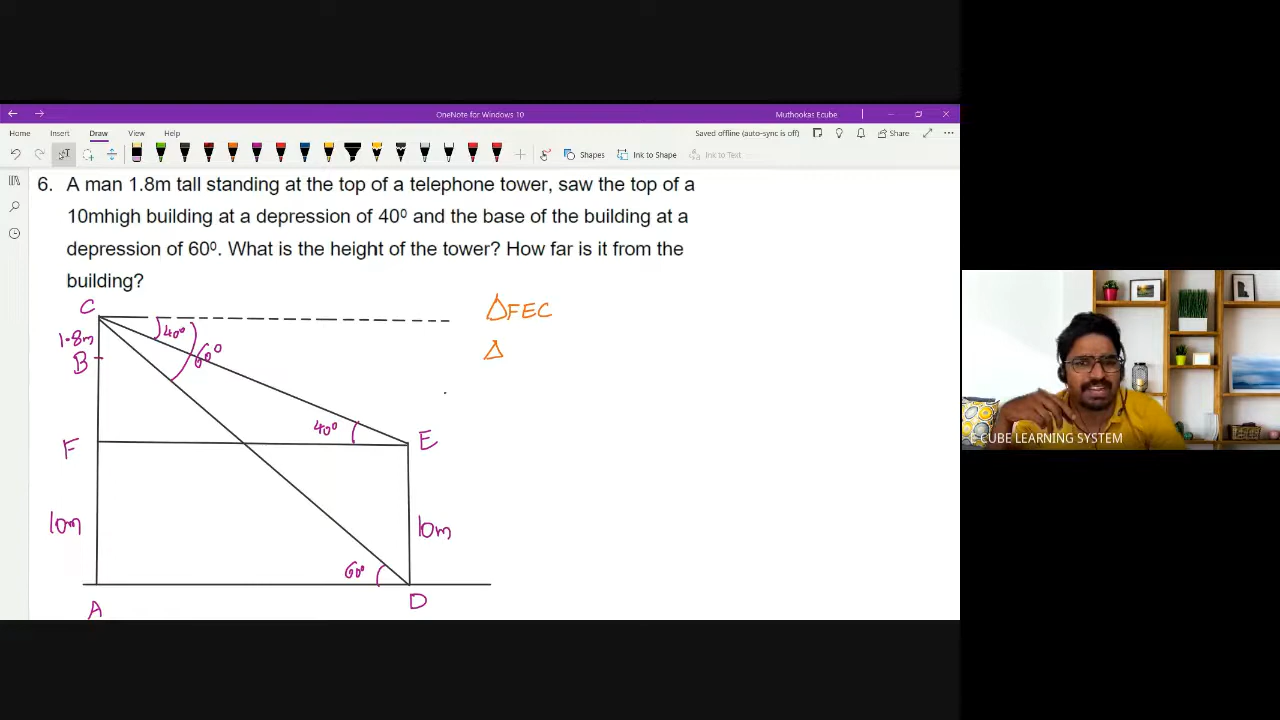 OneNote for Windows 10
Muthookas Ecube
Home Insert Draw View Help
Saved offline (auto-sync is off)
Share
Shapes
Ink to Shape
Ink to Text
6. A man 1.8m tall standing at the top of a telephone tower, saw the top of a
10mhigh building at a depression of 40⁰ and the base of the building at a
depression of 60⁰. What is the height of the tower? How far is it from the
building?
C
△FEC
1.8m
40°
B
60°
△
F
40°
E
10m
10m
60°
A
D
E CUBE LEARNING SYSTEM